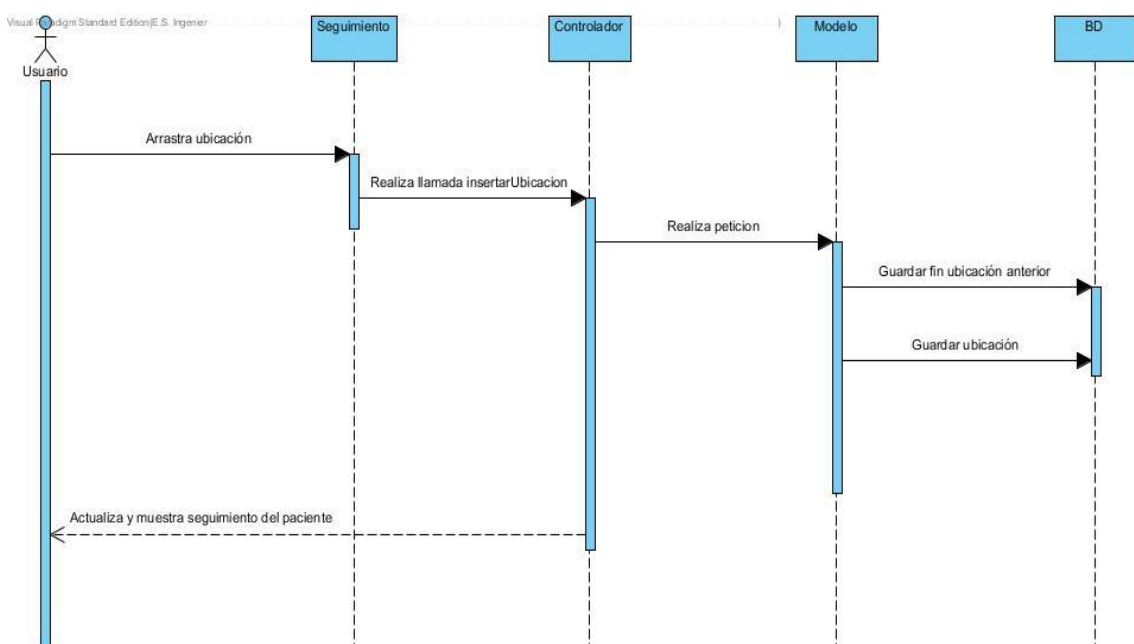 Visual Paradigm Standard Edition(E.S. Ingenier )
Usuario
Seguimiento
Controlador
Modelo
BD
Arrastra ubicación
Realiza llamada insertarUbicacion
Realiza peticion
Guardar fin ubicación anterior
Guardar ubicación
Actualiza y muestra seguimiento del paciente